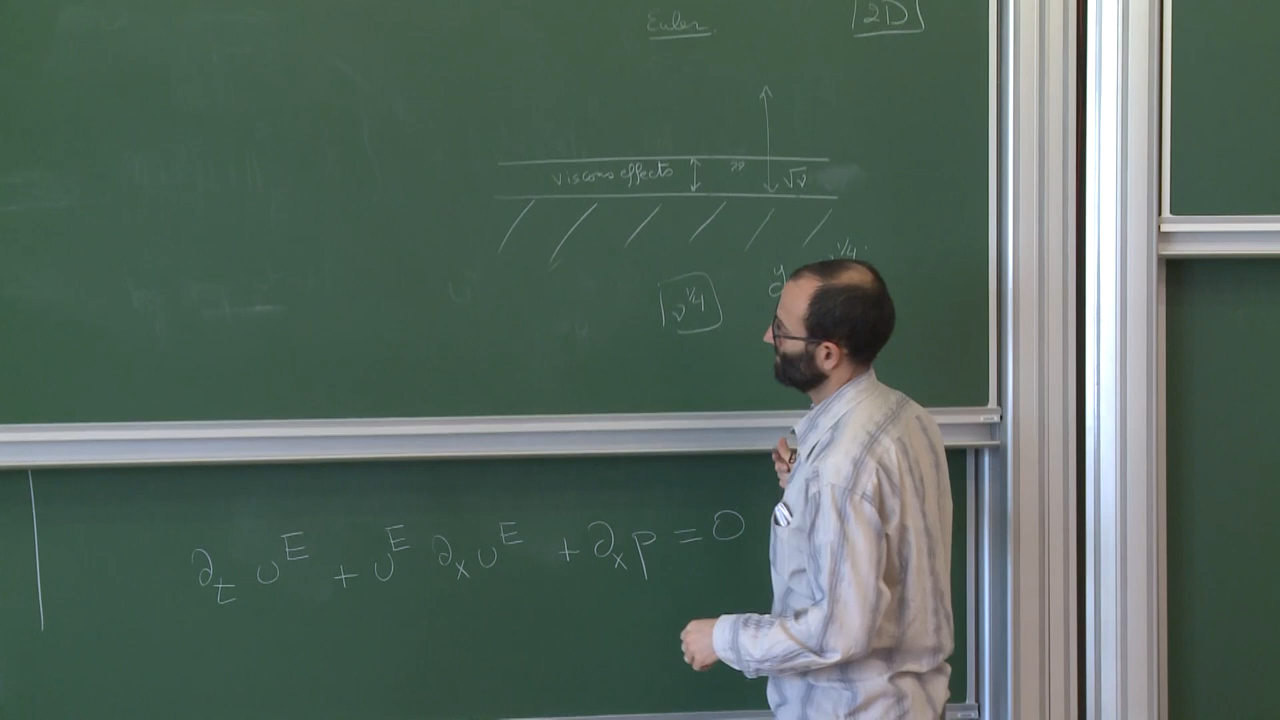 Euler
2D
viscous effects
√ν
ν^{1/4}
y
1/4
∂_t u^E + u^E ∂_x u^E + ∂_x p = 0